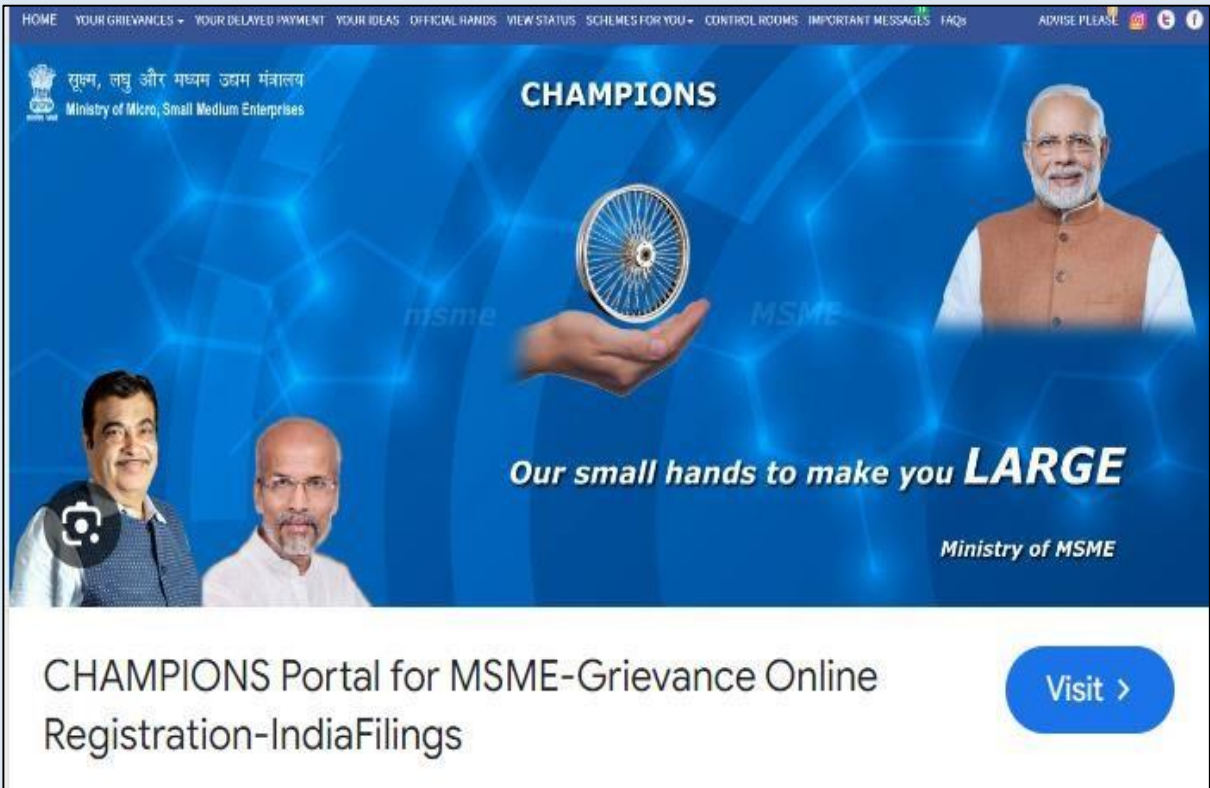 HOME YOUR GRIEVANCES YOUR DELAYED PAYMENT YOUR IDEAS OFFICIAL HANDS VIEW STATUS SCHEMES FOR YOU CONTROL ROOMS IMPORTANT MESSAGES FAQs ADVISE PLEASE
सूक्ष्म, लघु और मध्यम उद्यम मंत्रालय
Ministry of Micro, Small Medium Enterprises
CHAMPIONS
msme MSME
Our small hands to make you LARGE
Ministry of MSME
CHAMPIONS Portal for MSME-Grievance Online
Registration-IndiaFilings
Visit >